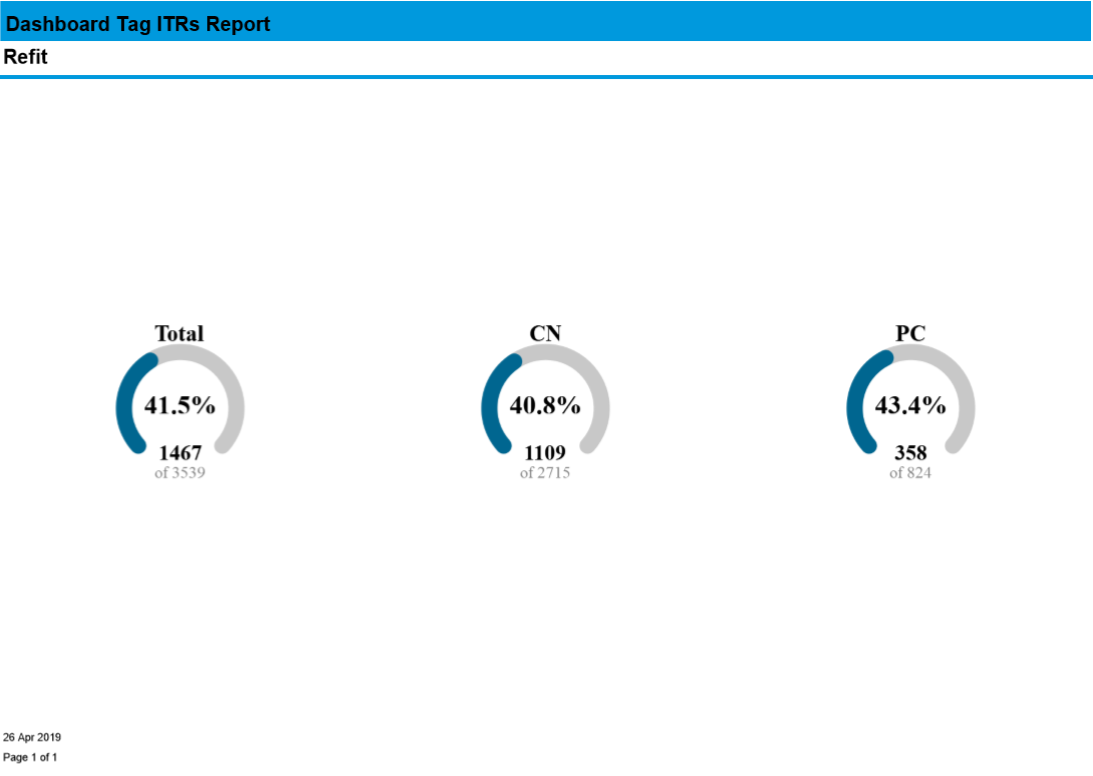 Dashboard Tag ITRs Report
Refit
Total
41.5%
1467
of 3539
CN
40.8%
1109
of 2715
PC
43.4%
358
of 824
26 Apr 2019
Page 1 of 1